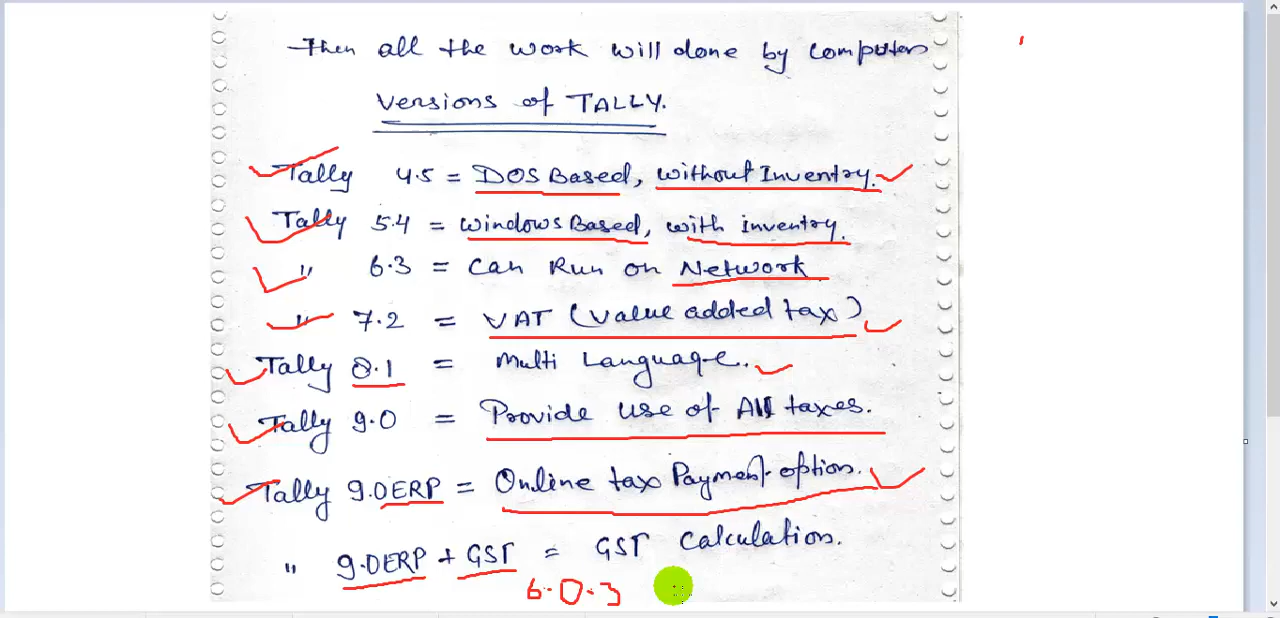 Then all the work will done by computers
Versions of TALLY.
Tally 4.5 = DOS Based, without Inventry.
Tally 5.4 = Windows Based, with inventry.
" 6.3 = Can Run on Network
" 7.2 = VAT (Value added tax)
Tally 8.1 = Multi Language.
Tally 9.0 = Provide use of All taxes.
Tally 9.0ERP = Online tax Payment option.
" 9.0ERP + GST = GST Calculation.
6.0.3